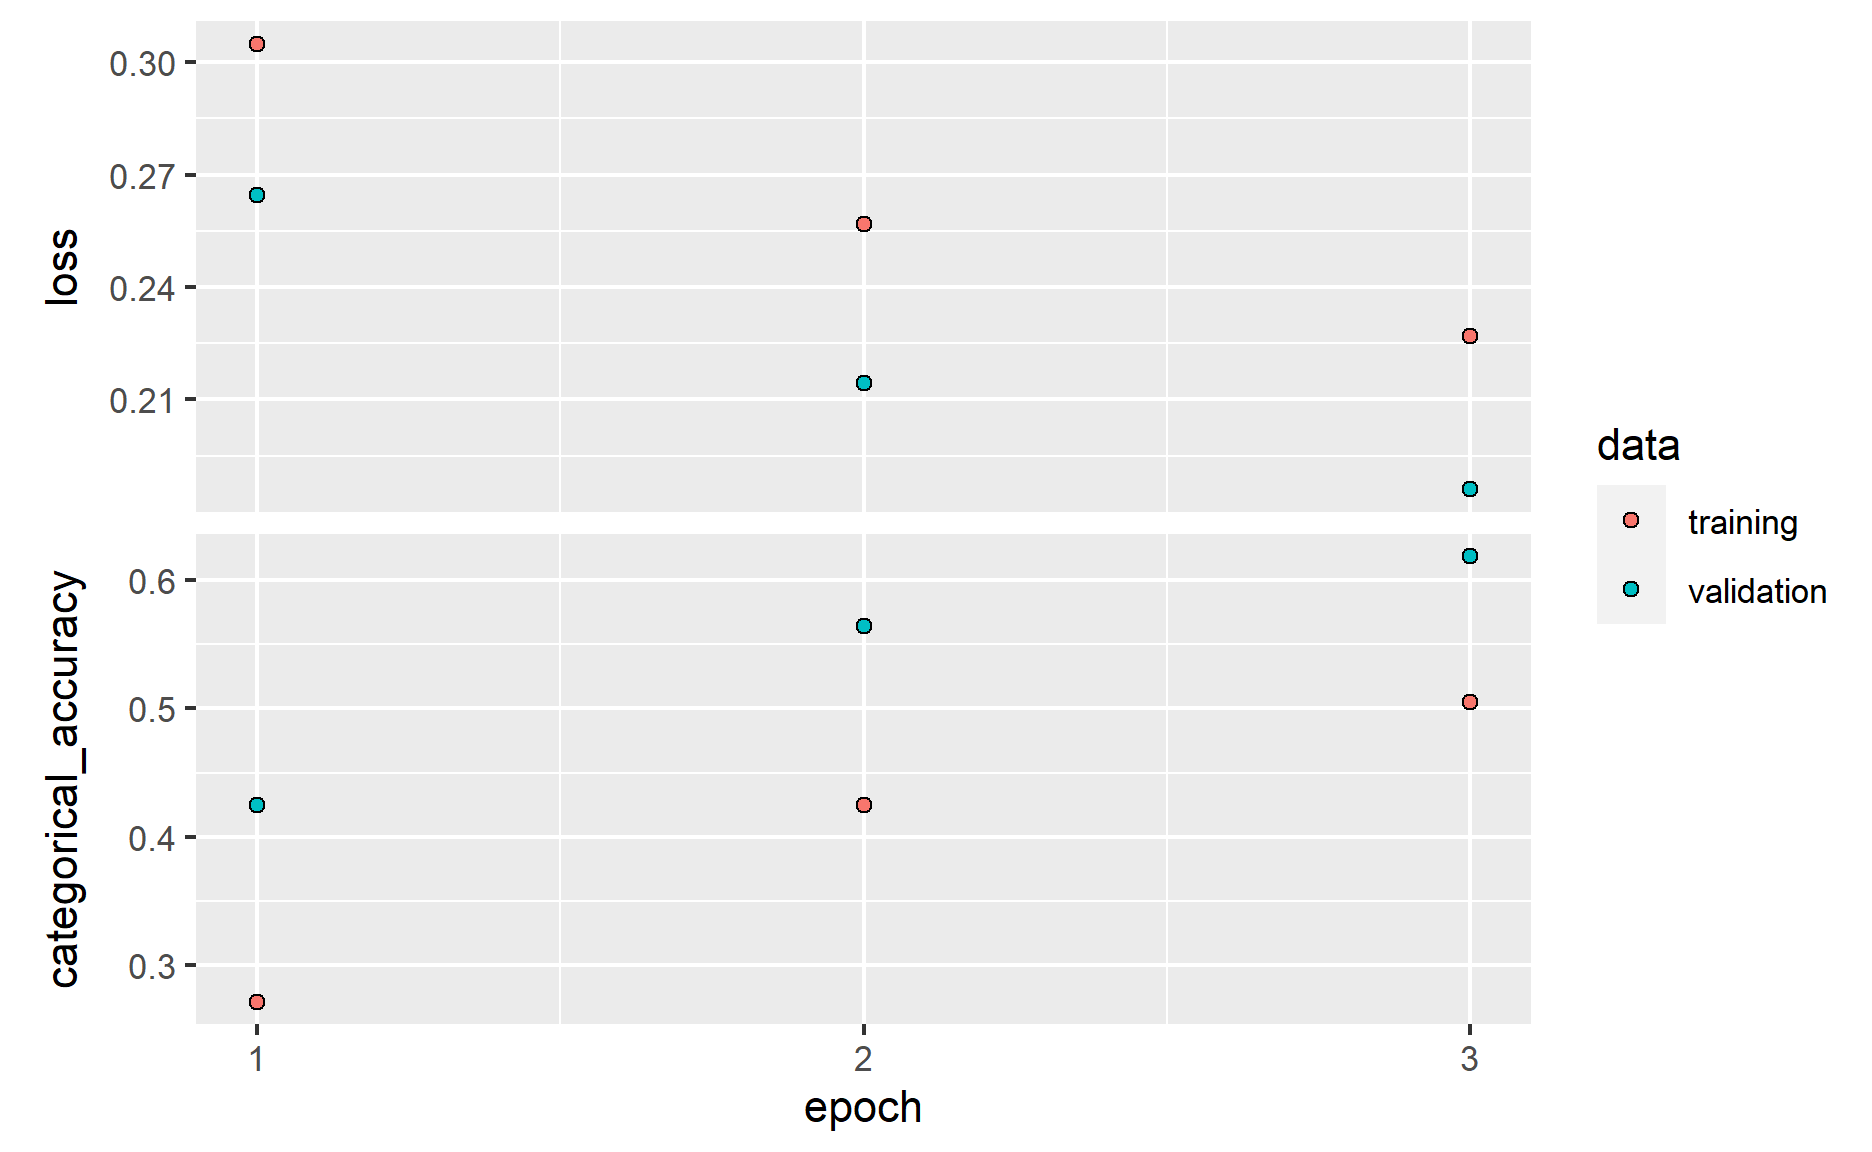 loss
0.30
0.27
0.24
0.21
categorical_accuracy
0.6
0.5
0.4
0.3
1 2 3
epoch
data
training
validation